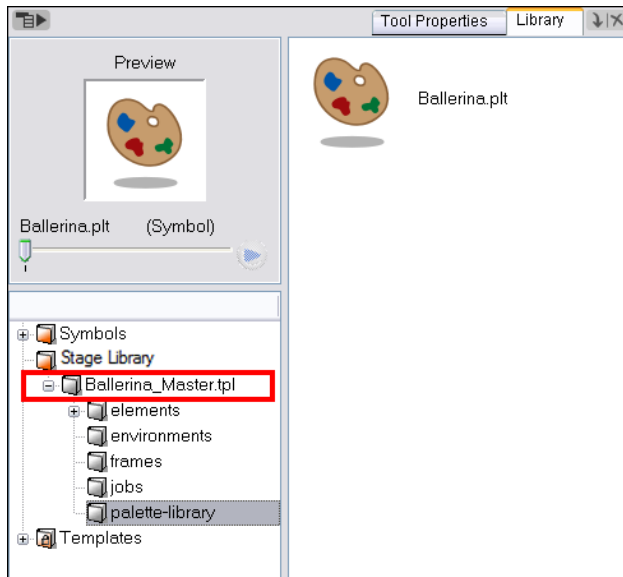 Tool Properties
Library
Preview
Ballerina.plt (Symbol)
Symbols
Stage Library
Ballerina_Master.tpl
elements
environments
frames
jobs
palette-library
Templates
Ballerina.plt